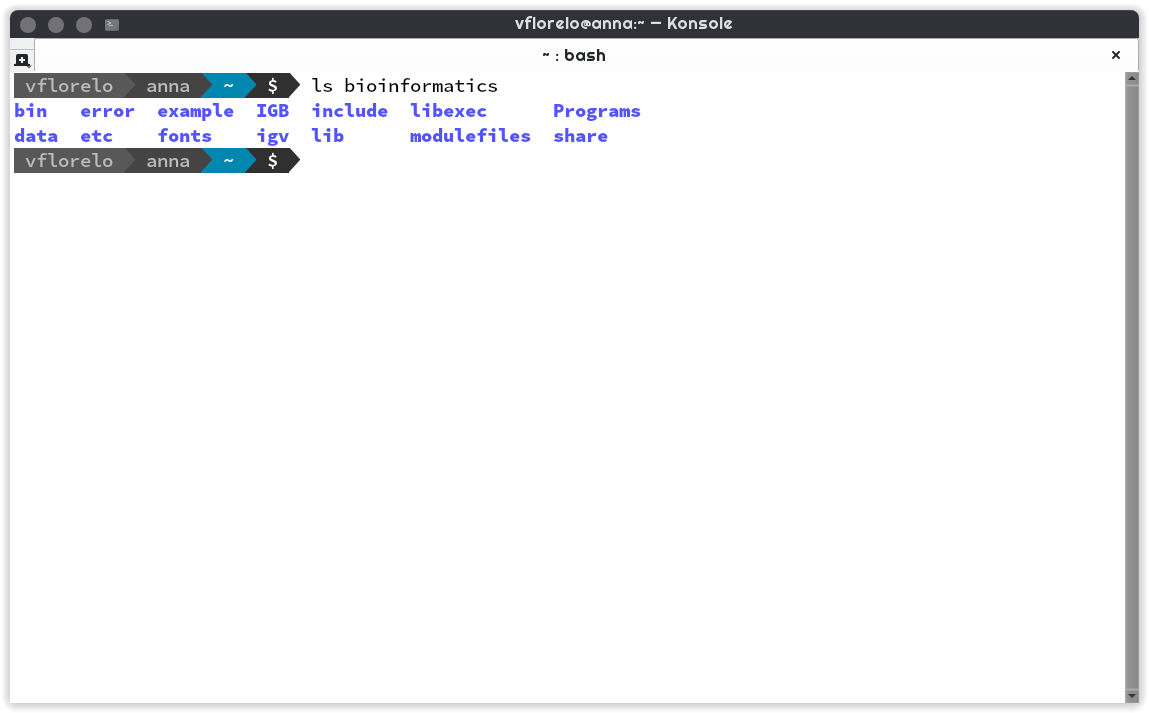 vflorelo@anna:~ — Konsole
~ : bash
vflorelo anna ~ $ ls bioinformatics
bin error example IGB include libexec Programs
data etc fonts igv lib modulefiles share
vflorelo anna ~ $